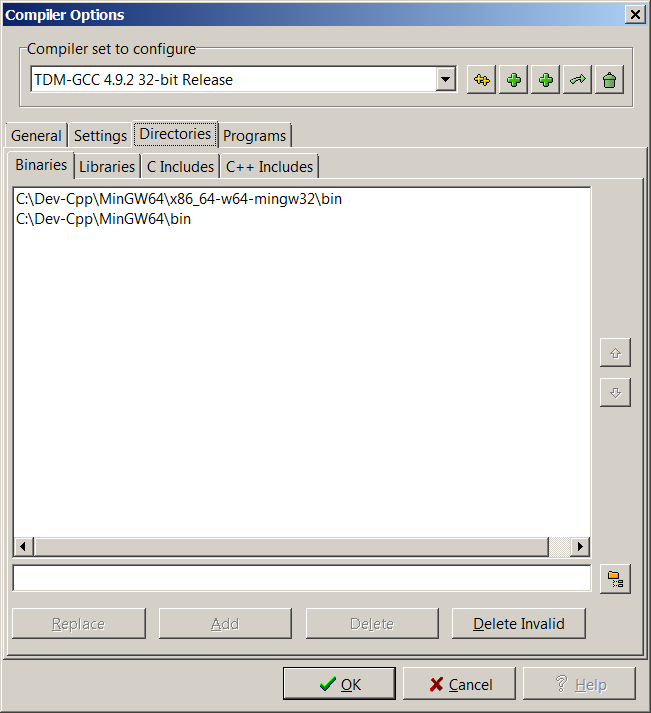 Compiler Options
Compiler set to configure
TDM-GCC 4.9.2 32-bit Release
General Settings Directories Programs
Binaries Libraries C Includes C++ Includes
C:\Dev-Cpp\MinGW64\x86_64-w64-mingw32\bin
C:\Dev-Cpp\MinGW64\bin
Replace Add Delete Delete Invalid
OK Cancel Help